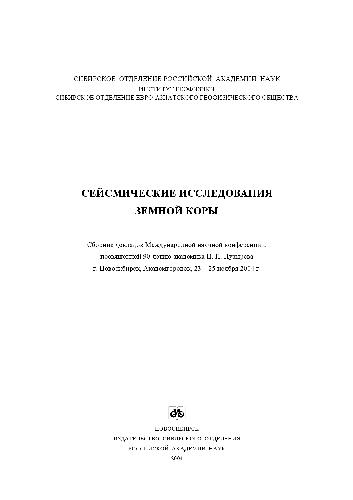 СИБИРСКОЕ ОТДЕЛЕНИЕ РОССИЙСКОЙ АКАДЕМИИ НАУК
ИНСТИТУТ ГЕОФИЗИКИ
СИБИРСКОЕ ОТДЕЛЕНИЕ ЕВРО-АЗИАТСКОГО ГЕОФИЗИЧЕСКОГО ОБЩЕСТВА
СЕЙСМИЧЕСКИЕ ИССЛЕДОВАНИЯ
ЗЕМНОЙ КОРЫ
Сборник докладов Международной научной конференции,
посвященной 90-летию академика Н. Н. Пузырева
г. Новосибирск, Академгородок, 23 – 25 ноября 2004 г.
НОВОСИБИРСК
ИЗДАТЕЛЬСТВО СИБИРСКОГО ОТДЕЛЕНИЯ
РОССИЙСКОЙ АКАДЕМИИ НАУК